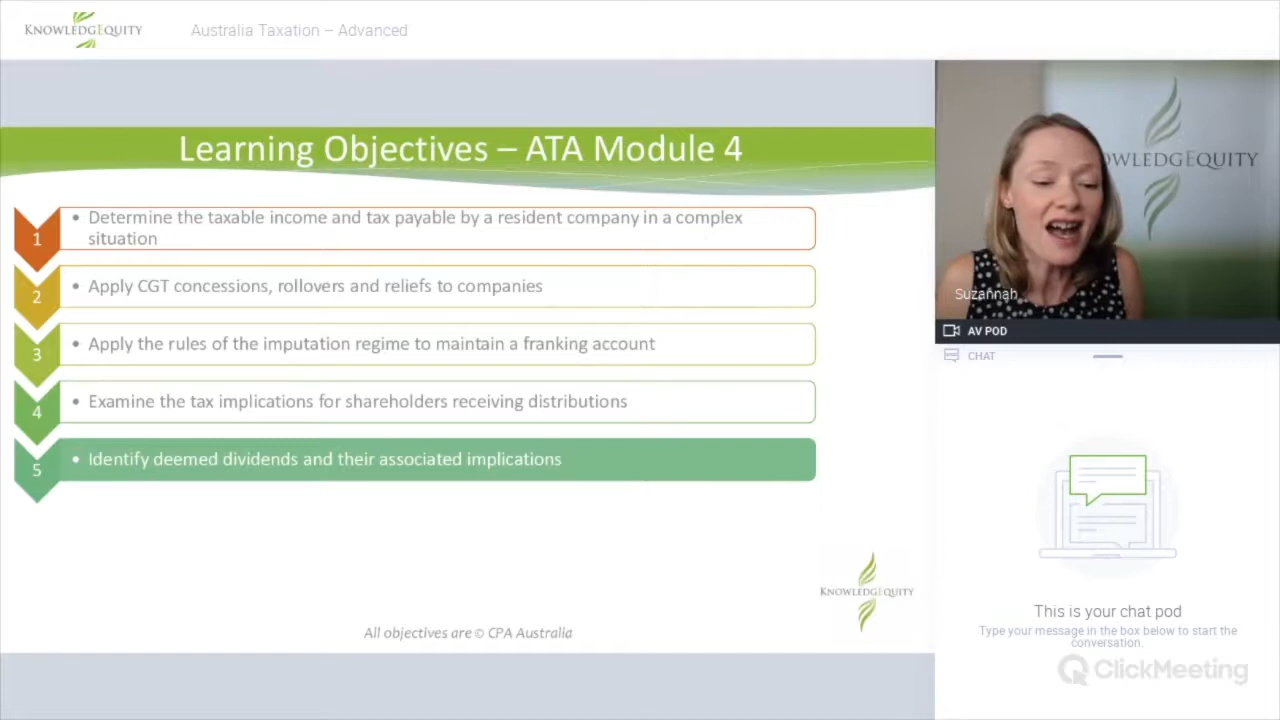 KNOWLEDGEQUITY
Australia Taxation – Advanced
Learning Objectives – ATA Module 4
1
• Determine the taxable income and tax payable by a resident company in a complex
situation
2
• Apply CGT concessions, rollovers and reliefs to companies
3
• Apply the rules of the imputation regime to maintain a franking account
4
• Examine the tax implications for shareholders receiving distributions
5
• Identify deemed dividends and their associated implications
KNOWLEDGEQUITY
All objectives are © CPA Australia
OWLEDGEQUITY
Suzannah
AV POD
CHAT
This is your chat pod
Type your message in the box below to start the
conversation.
ClickMeeting